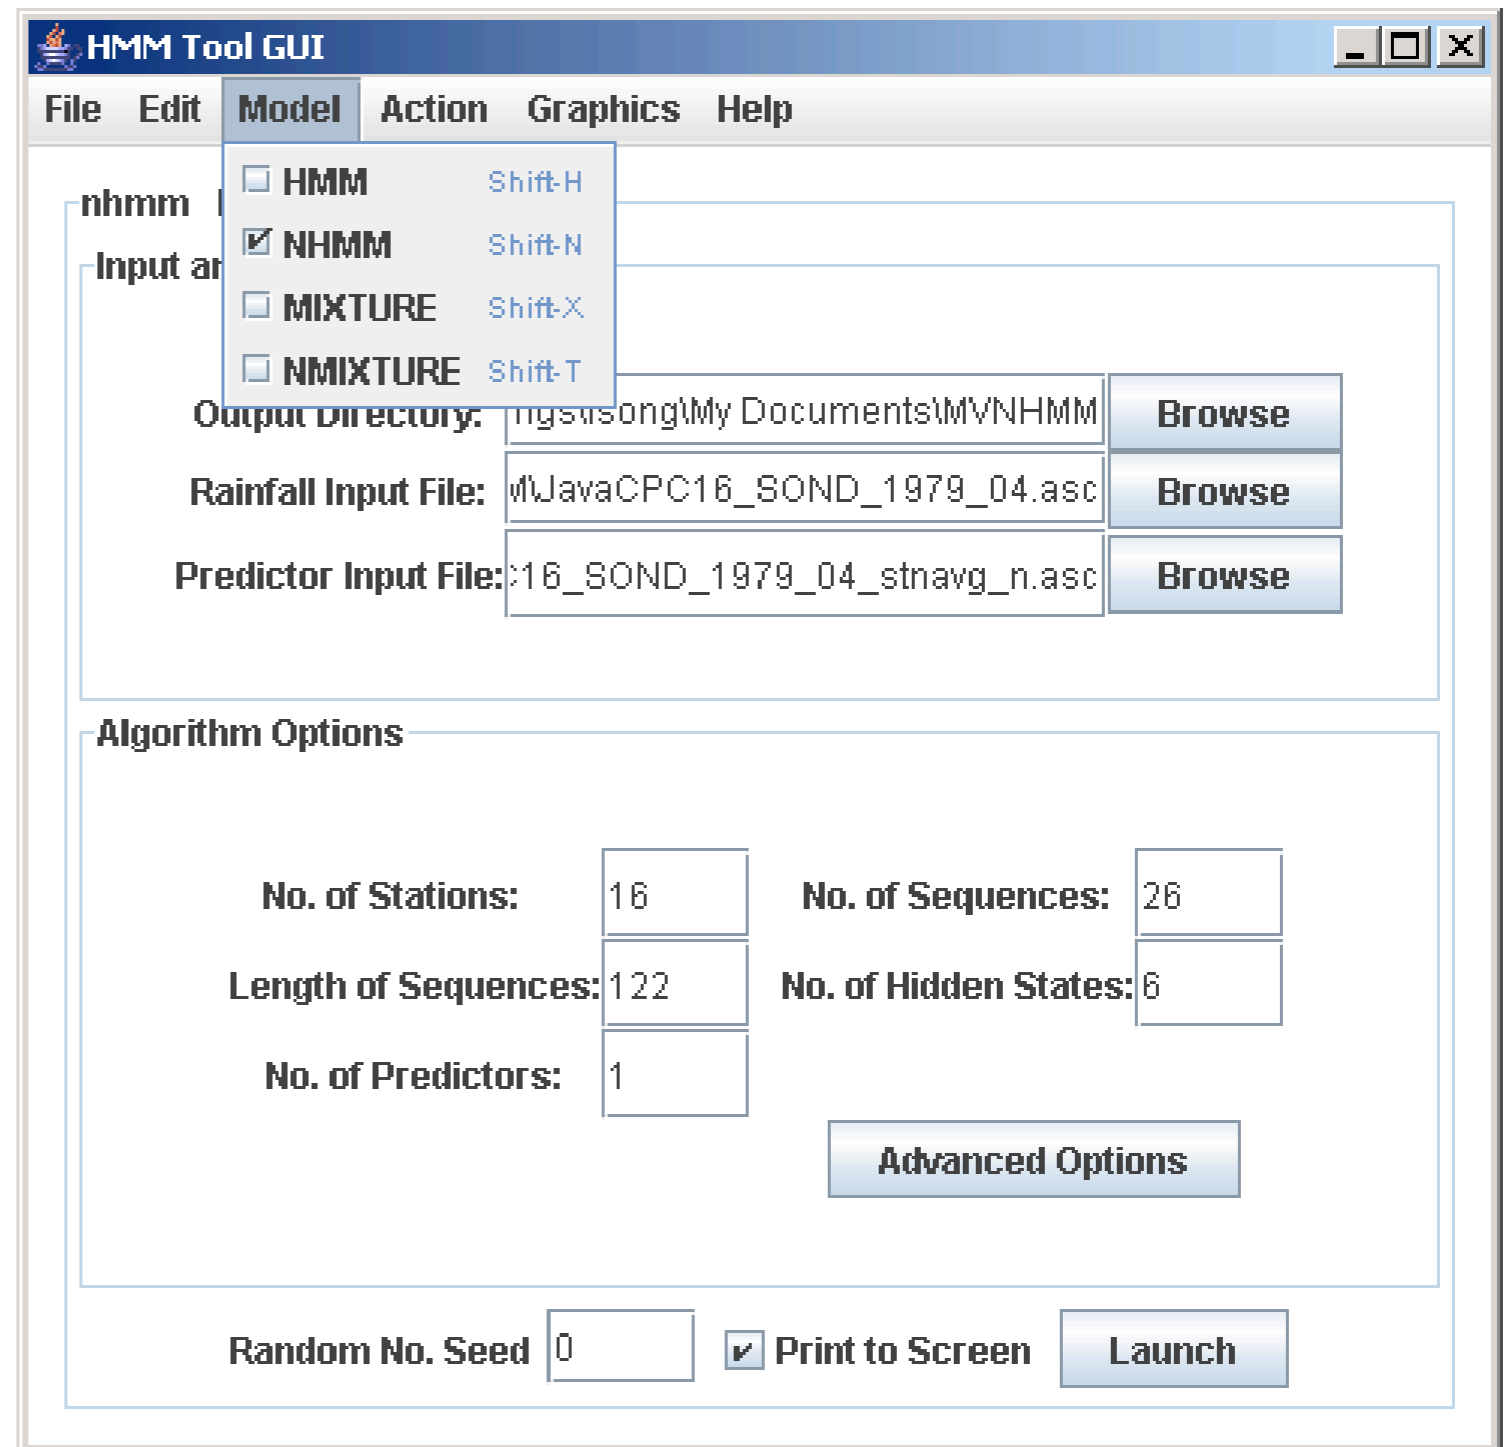 HMM Tool GUI
File Edit Model Action Graphics Help
HMM Shift-H
nhmm
NHMM Shift-N
Input
MIXTURE Shift-X
NMIXTURE Shift-T
Output Directory: \My Documents\MVNHMM Browse
Rainfall Input File: \JavaCPC16_SOND_1979_04.asc Browse
Predictor Input File: 16_SOND_1979_04_stnavg_n.asc Browse
Algorithm Options
No. of Stations: 16 No. of Sequences: 26
Length of Sequences: 122 No. of Hidden States: 6
No. of Predictors: 1
Advanced Options
Random No. Seed 0 Print to Screen Launch